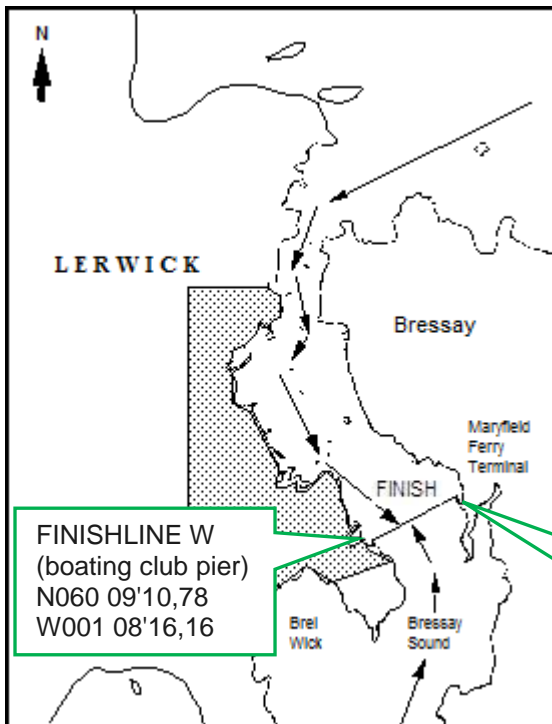 N
LERWICK
Bressay
Maryfield
Ferry
Terminal
FINISH
FINISHLINE W
(boating club pier)
N060 09'10,78
W001 08'16,16
Brei
Wick
Bressay
Sound